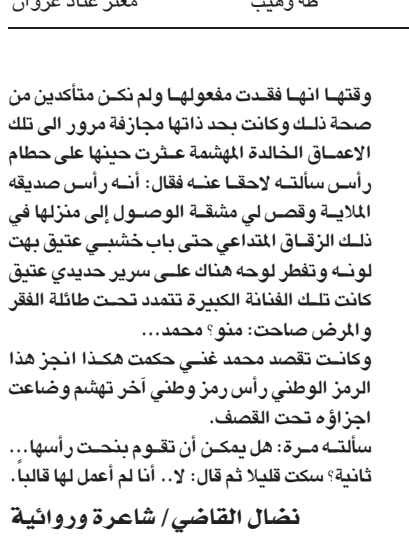 طه وهيب معتز عناد غزوان
وقتها انها فقدت مفعولها ولم نكن متأكدين من
صحة ذلك وكانت بحد ذاتها مجازفة مرور الى تلك
الاعماق الخالدة المهشمة عثرت حينها على حطام
رأس سألته لاحقا عنه فقال: أنه رأس صديقه
الملاية وقص لي مشقة الوصول إلى منزلها في
ذلك الزقاق المتداعي حتى باب خشبي عتيق بهت
لونه وتفطر لوحه هناك على سرير حديدي عتيق
كانت تلك الفنانة الكبيرة تتمدد تحت طائلة الفقر
والمرض صاحت: منو؟ محمد...
وكانت تقصد محمد غني حكمت هكذا انجز هذا
الرمز الوطني رأس رمز وطني آخر تهشم وضاعت
اجزاؤه تحت القصف.
سألته مرة: هل يمكن أن تقوم بنحت رأسها...
ثانية؟ سكت قليلا ثم قال: لا.. أنا لم أعمل لها قالباً.
نضال القاضي/ شاعرة وروائية